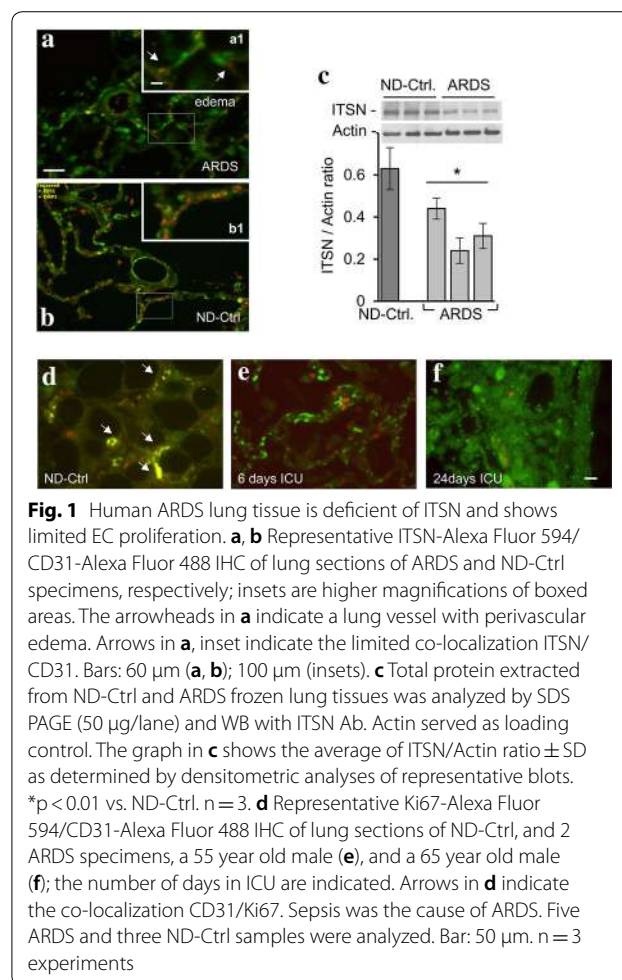 a
a1
edema
ARDS
b1
b
ND-Ctrl
c
ND-Ctrl. ARDS
ITSN -
Actin -
*
ITSN / Actin ratio
0.6
0.4
0.2
0
ND-Ctrl.
ARDS
d
ND-Ctrl
e
6 days ICU
f
24days ICU
Fig. 1 Human ARDS lung tissue is deficient of ITSN and shows
limited EC proliferation. a, b Representative ITSN-Alexa Fluor 594/
CD31-Alexa Fluor 488 IHC of lung sections of ARDS and ND-Ctrl
specimens, respectively; insets are higher magnifications of boxed
areas. The arrowheads in a indicate a lung vessel with perivascular
edema. Arrows in a, inset indicate the limited co-localization ITSN/
CD31. Bars: 60 μm (a, b); 100 μm (insets). c Total protein extracted
from ND-Ctrl and ARDS frozen lung tissues was analyzed by SDS
PAGE (50 μg/lane) and WB with ITSN Ab. Actin served as loading
control. The graph in c shows the average of ITSN/Actin ratio ± SD
as determined by densitometric analyses of representative blots.
*p < 0.01 vs. ND-Ctrl. n = 3. d Representative Ki67-Alexa Fluor
594/CD31-Alexa Fluor 488 IHC of lung sections of ND-Ctrl, and 2
ARDS specimens, a 55 year old male (e), and a 65 year old male
(f); the number of days in ICU are indicated. Arrows in d indicate
the co-localization CD31/Ki67. Sepsis was the cause of ARDS. Five
ARDS and three ND-Ctrl samples were analyzed. Bar: 50 μm. n = 3
experiments